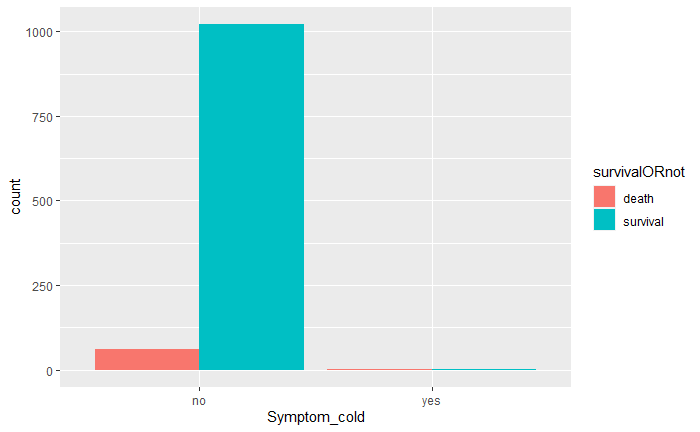 1000
750
500
250
0
count
no
yes
Symptom_cold
survivalORnot
death
survival